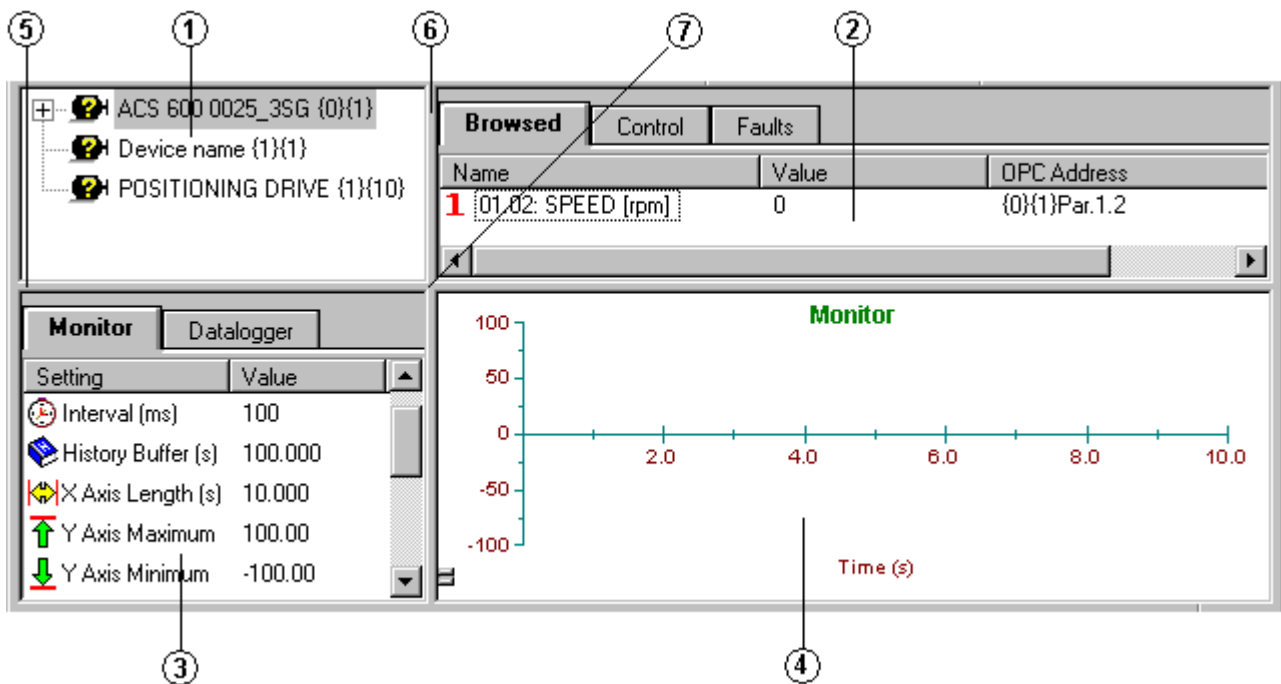 5 1 6 7 2
ACS 600 0025_3SG {0}{1}
Device name {1}{1}
POSITIONING DRIVE {1}{10}
Browsed Control Faults
Name Value OPC Address
1 01.02: SPEED [rpm] 0 {0}{1}Par.1.2
Monitor Datalogger
Setting Value
Interval (ms) 100
History Buffer (s) 100.000
X Axis Length (s) 10.000
Y Axis Maximum 100.00
Y Axis Minimum -100.00
Monitor
100
50
0
2.0 4.0 6.0 8.0 10.0
-50
-100
Time (s)
3 4